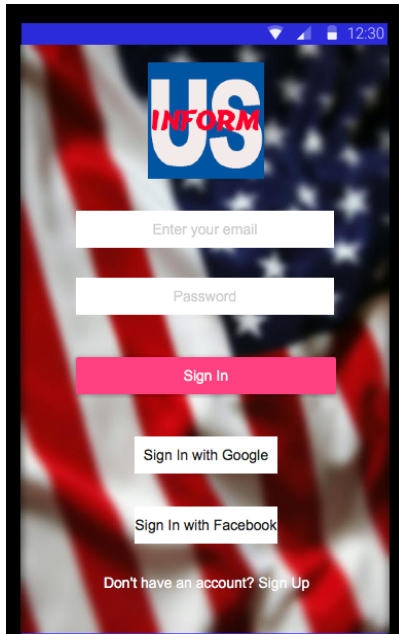 12:30
US
INFORM
Enter your email
Password
Sign In
Sign In with Google
Sign In with Facebook
Don't have an account? Sign Up